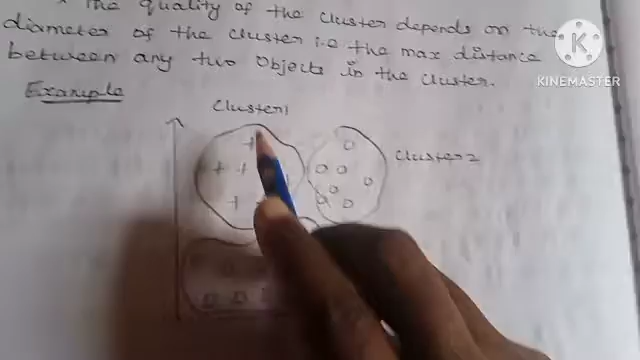 * The quality of the cluster depends on the
diameter of the cluster i.e the max distance
between any two objects in the cluster.
Example
Cluster1
Cluster2
K
KINEMASTER